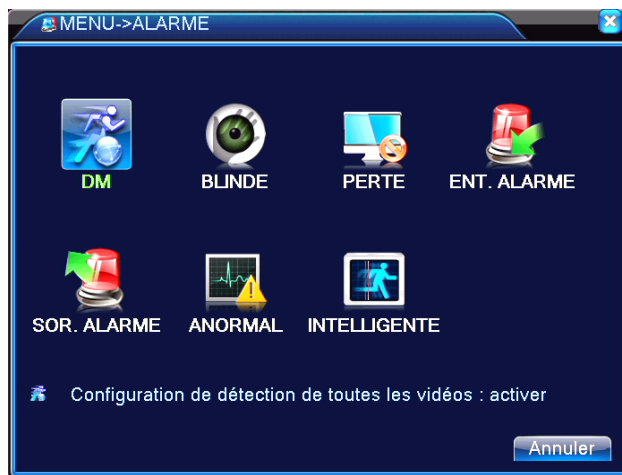 MENU->ALARME
DM BLINDE PERTE ENT. ALARME
SOR. ALARME ANORMAL INTELLIGENTE
Configuration de détection de toutes les vidéos : activer
Annuler